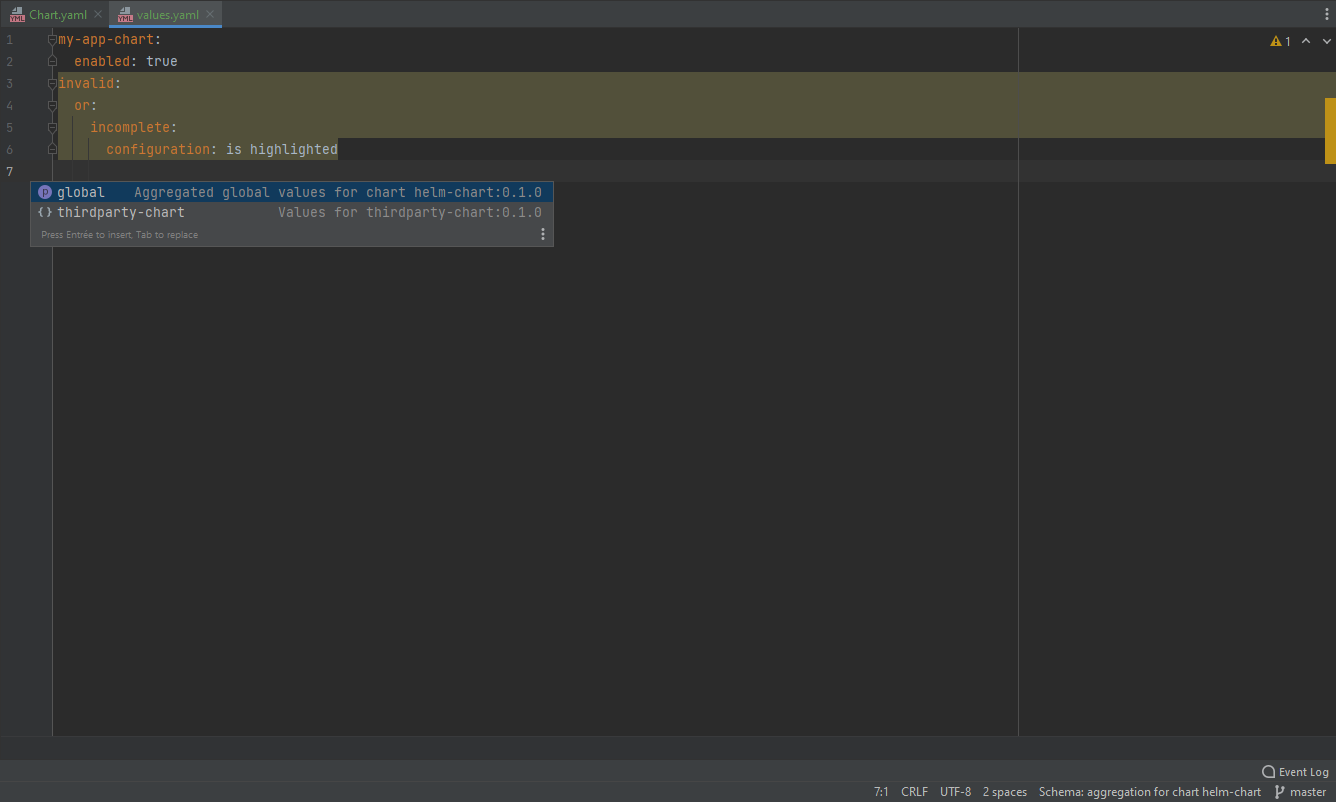 Chart.yaml values.yaml
1 my-app-chart: 1
2   enabled: true
3 invalid:
4   or:
5     incomplete:
6       configuration: is highlighted
7
p global Aggregated global values for chart helm-chart:0.1.0
{} thirdparty-chart Values for thirdparty-chart:0.1.0
Press Entrée to insert, Tab to replace
Event Log
7:1 CRLF UTF-8 2 spaces Schema: aggregation for chart helm-chart master